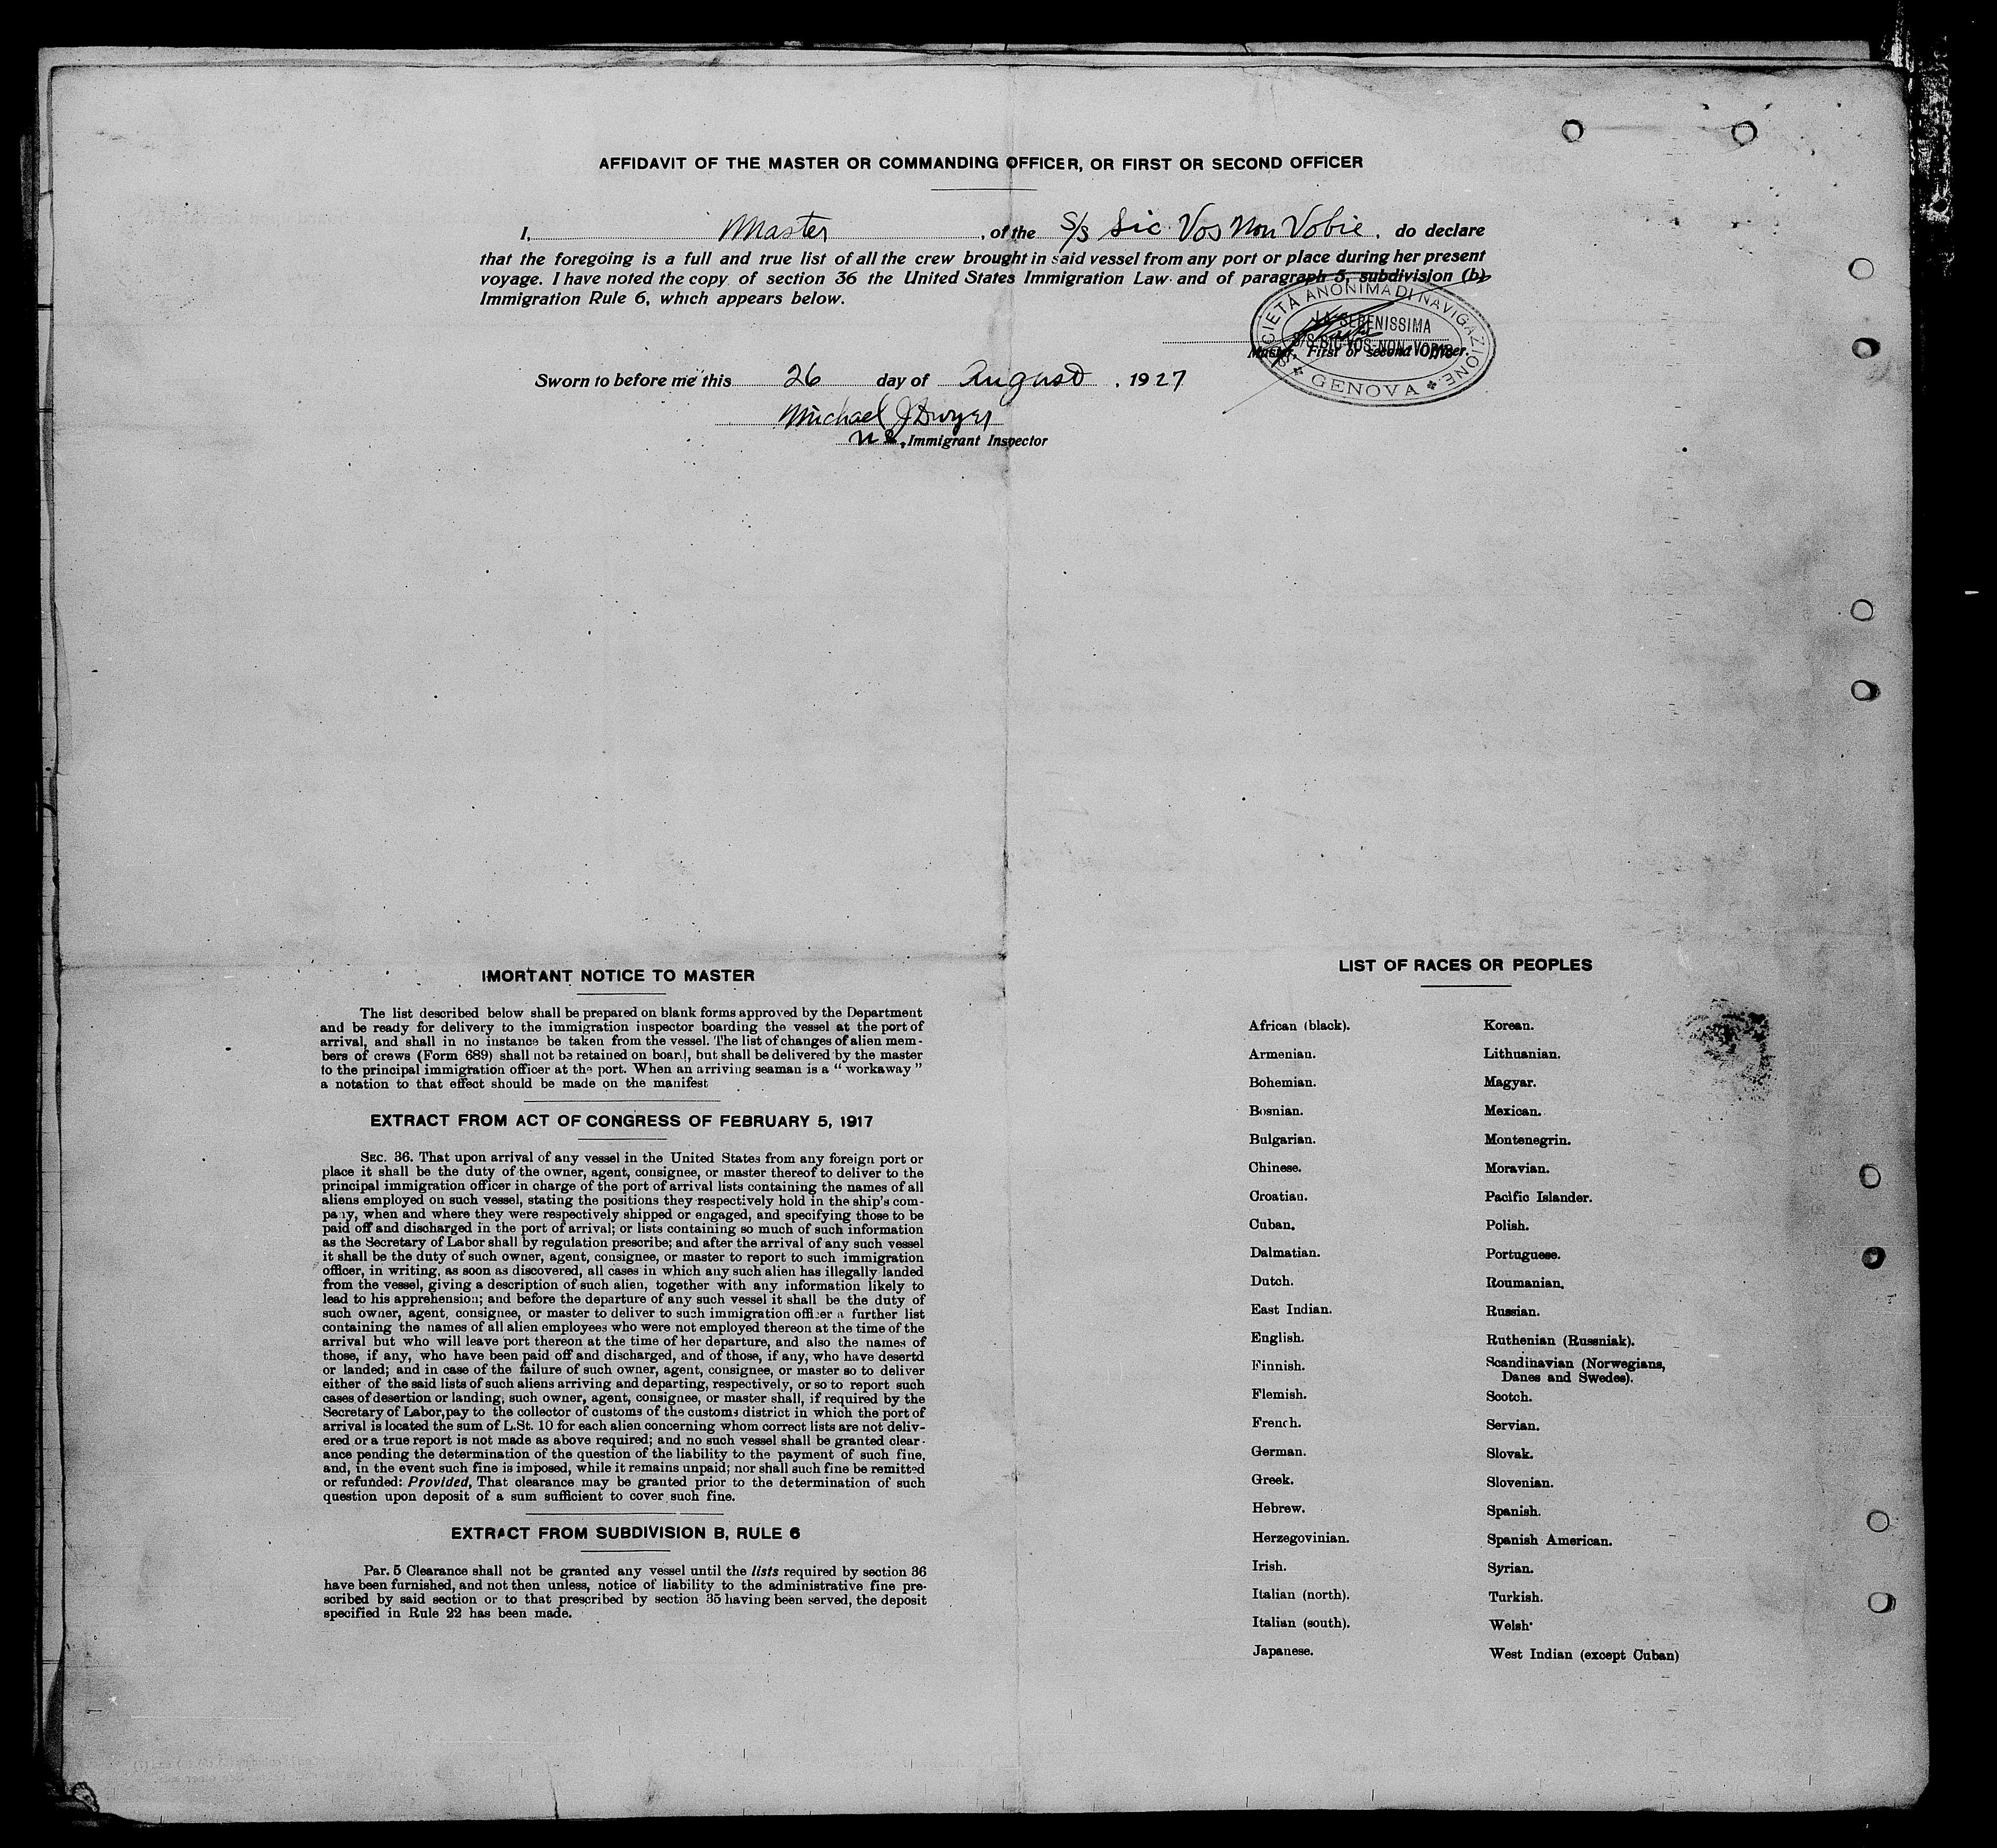 AFFIDAVIT OF THE MASTER OR COMMANDING OFFICER, OR FIRST OR SECOND OFFICER
I, Master, of the S/S Sic Vos Non Vobie, do declare
that the foregoing is a full and true list of all the crew brought in said vessel from any port or place during her present
voyage. I have noted the copy of section 36 the United States Immigration Law and of paragraph 5, subdivision (b)
Immigration Rule 6, which appears below.
SOCIETÀ ANONIMA DI NAVIGAZIONE
LA SERENISSIMA
S/S SIC-VOS-NON-VOBIS
GENOVA
Master, First or second Officer.
Sworn to before me this 26 day of August, 1927
Michael J Dwyer
U.S. Immigrant Inspector
IMORTANT NOTICE TO MASTER
The list described below shall be prepared on blank forms approved by the Department
and be ready for delivery to the immigration inspector boarding the vessel at the port of
arrival, and shall in no instance be taken from the vessel. The list of changes of alien mem-
bers of crews (Form 689) shall not be retained on board, but shall be delivered by the master
to the principal immigration officer at the port. When an arriving seaman is a "workaway"
a notation to that effect should be made on the manifest
EXTRACT FROM ACT OF CONGRESS OF FEBRUARY 5, 1917
SEC. 36. That upon arrival of any vessel in the United States from any foreign port or
place it shall be the duty of the owner, agent, consignee, or master thereof to deliver to the
principal immigration officer in charge of the port of arrival lists containing the names of all
aliens employed on such vessel, stating the positions they respectively hold in the ship's com-
pany, when and where they were respectively shipped or engaged, and specifying those to be
paid off and discharged in the port of arrival; or lists containing so much of such information
as the Secretary of Labor shall by regulation prescribe; and after the arrival of any such vessel
it shall be the duty of such owner, agent, consignee, or master to report to such immigration
officer, in writing, as soon as discovered, all cases in which any such alien has illegally landed
from the vessel, giving a description of such alien, together with any information likely to
lead to his apprehension; and before the departure of any such vessel it shall be the duty of
such owner, agent, consignee, or master to deliver to such immigration officer a further list
containing the names of all alien employees who were not employed thereon at the time of the
arrival but who will leave port thereon at the time of her departure, and also the names of
those, if any, who have been paid off and discharged, and of those, if any, who have desertd
or landed; and in case of the failure of such owner, agent, consignee, or master so to deliver
either of the said lists of such aliens arriving and departing, respectively, or so to report such
cases of desertion or landing, such owner, agent, consignee, or master shall, if required by the
Secretary of Labor, pay to the collector of customs of the customs district in which the port of
arrival is located the sum of L.St. 10 for each alien concerning whom correct lists are not deliv-
ered or a true report is not made as above required; and no such vessel shall be granted clear-
ance pending the determination of the question of the liability to the payment of such fine,
and, in the event such fine is imposed, while it remains unpaid; nor shall such fine be remitted
or refunded: Provided, That clearance may be granted prior to the determination of such
question upon deposit of a sum sufficient to cover such fine.
EXTRACT FROM SUBDIVISION B, RULE 6
Par. 5 Clearance shall not be granted any vessel until the lists required by section 36
have been furnished, and not then unless, notice of liability to the administrative fine pre-
scribed by said section or to that prescribed by section 35 having been served, the deposit
specified in Rule 22 has been made.
LIST OF RACES OR PEOPLES
African (black).
Armenian.
Bohemian.
Bosnian.
Bulgarian.
Chinese.
Croatian.
Cuban.
Dalmatian.
Dutch.
East Indian.
English.
Finnish.
Flemish.
French.
German.
Greek.
Hebrew.
Herzegovinian.
Irish.
Italian (north).
Italian (south).
Japanese.
Korean.
Lithuanian.
Magyar.
Mexican.
Montenegrin.
Moravian.
Pacific Islander.
Polish.
Portuguese.
Roumanian.
Russian.
Ruthenian (Russniak).
Scandinavian (Norwegians,
Danes and Swedes).
Scotch.
Servian.
Slovak.
Slovenian.
Spanish.
Spanish American.
Syrian.
Turkish.
Welsh
West Indian (except Cuban)